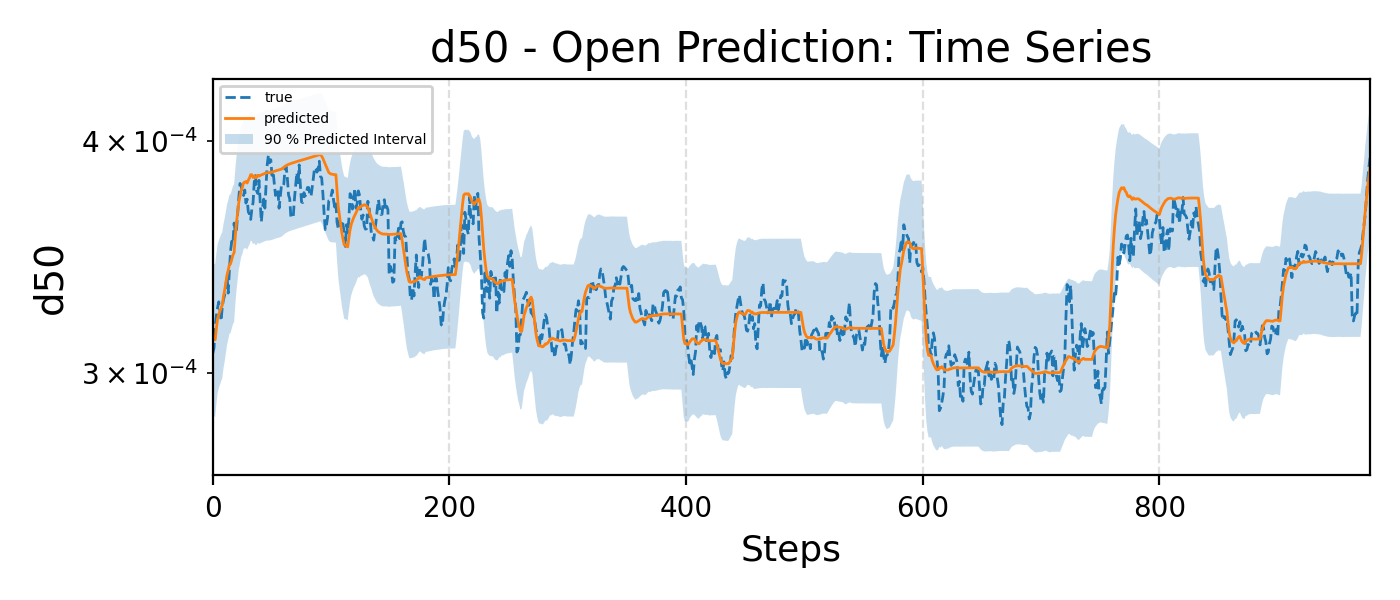 d50 - Open Prediction: Time Series
true
predicted
90 % Predicted Interval
4 × 10⁻⁴
3 × 10⁻⁴
d50
0 200 400 600 800
Steps